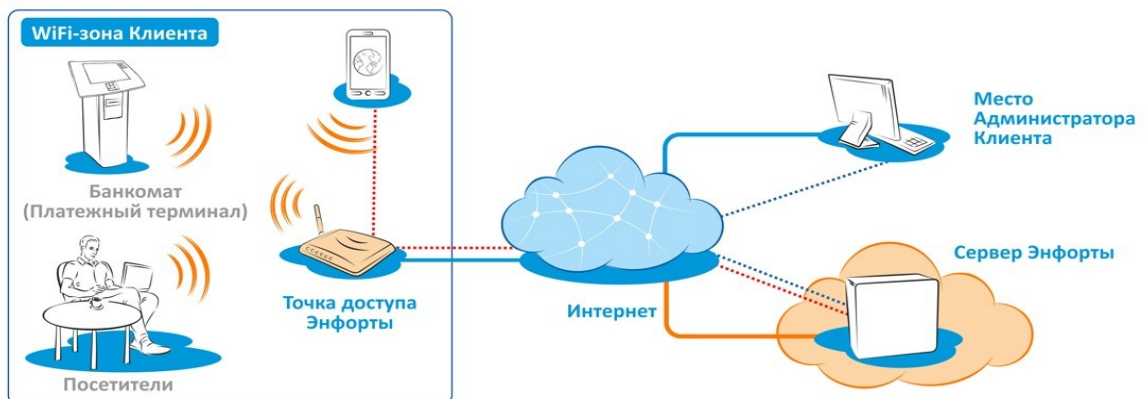 WiFi-зона Клиента
Банкомат
(Платежный терминал)
Посетители
Точка доступа
Энфорты
Интернет
Место
Администратора
Клиента
Сервер Энфорты